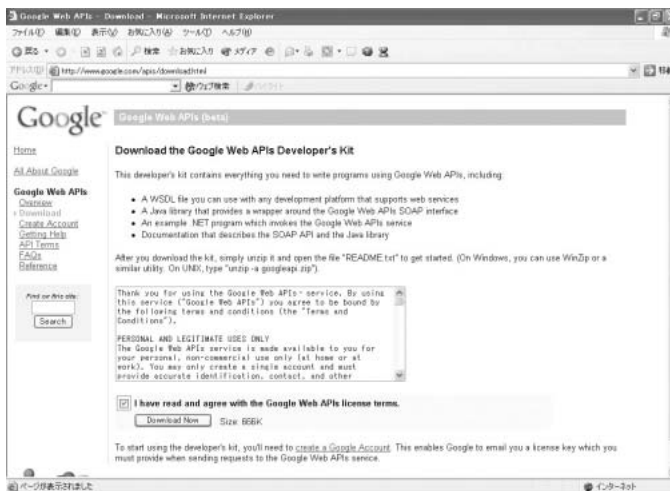 Google Web APIs - Download - Microsoft Internet Explorer
ファイル(F) 編集(E) 表示(V) お気に入り(A) ツール(T) ヘルプ(H)
戻る 検索 お気に入り メディア
アドレス(D) http://www.google.com/apis/download.html 移動
Google ウェブ検索
Google Google Web APIs (beta)
Home
All About Google
Google Web APIs
Overview
Download
Create Account
Getting Help
API Terms
FAQs
Reference
Find on this site:
Search
Download the Google Web APIs Developer's Kit
This developer's kit contains everything you need to write programs using Google Web APIs, including:
• A WSDL file you can use with any development platform that supports web services
• A Java library that provides a wrapper around the Google Web APIs SOAP interface
• An example .NET program which invokes the Google Web APIs service
• Documentation that describes the SOAP API and the Java library
After you download the kit, simply unzip it and open the file "README.txt" to get started. (On Windows, you can use WinZip or a
similar utility. On UNIX, type "unzip -a googleapi.zip").
Thank you for using the Google Web APIs service. By using
this service ("Google Web APIs") you agree to be bound by
the following terms and conditions (the "Terms and
Conditions").
PERSONAL AND LEGITIMATE USES ONLY
The Google Web APIs service is made available to you for
your personal, non-commercial use only (at home or at
work). You may only create a single account and must
provide accurate identification, contact, and other
I have read and agree with the Google Web APIs license terms.
Download Now Size: 666K
To start using the developer's kit, you'll need to create a Google Account. This enables Google to email you a license key which you
must provide when sending requests to the Google Web APIs service.
ページが表示されました インターネット